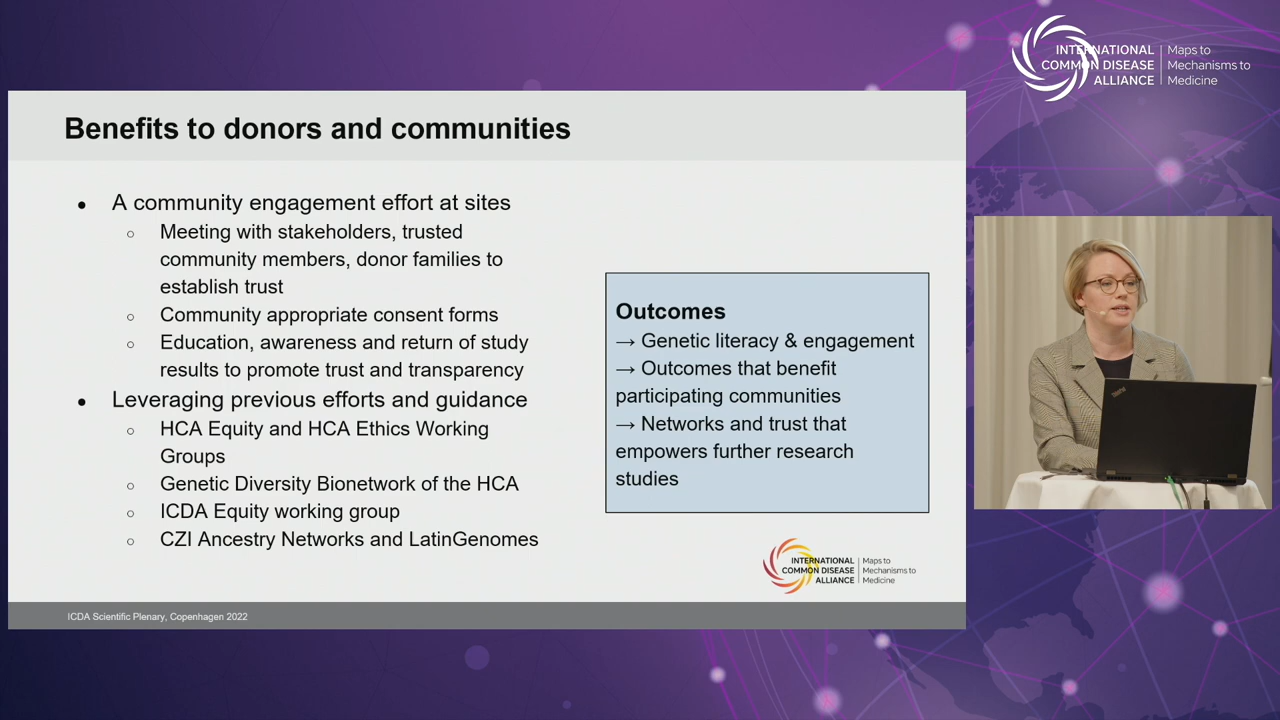 INTERNATIONAL
COMMON DISEASE
ALLIANCE
Maps to
Mechanisms to
Medicine
Benefits to donors and communities
● A community engagement effort at sites
○ Meeting with stakeholders, trusted
community members, donor families to
establish trust
○ Community appropriate consent forms
○ Education, awareness and return of study
results to promote trust and transparency
● Leveraging previous efforts and guidance
○ HCA Equity and HCA Ethics Working
Groups
○ Genetic Diversity Bionetwork of the HCA
○ ICDA Equity working group
○ CZI Ancestry Networks and LatinGenomes
Outcomes
→ Genetic literacy & engagement
→ Outcomes that benefit
participating communities
→ Networks and trust that
empowers further research
studies
INTERNATIONAL
COMMON DISEASE
ALLIANCE
Maps to
Mechanisms to
Medicine
ICDA Scientific Plenary, Copenhagen 2022
ThinkPad